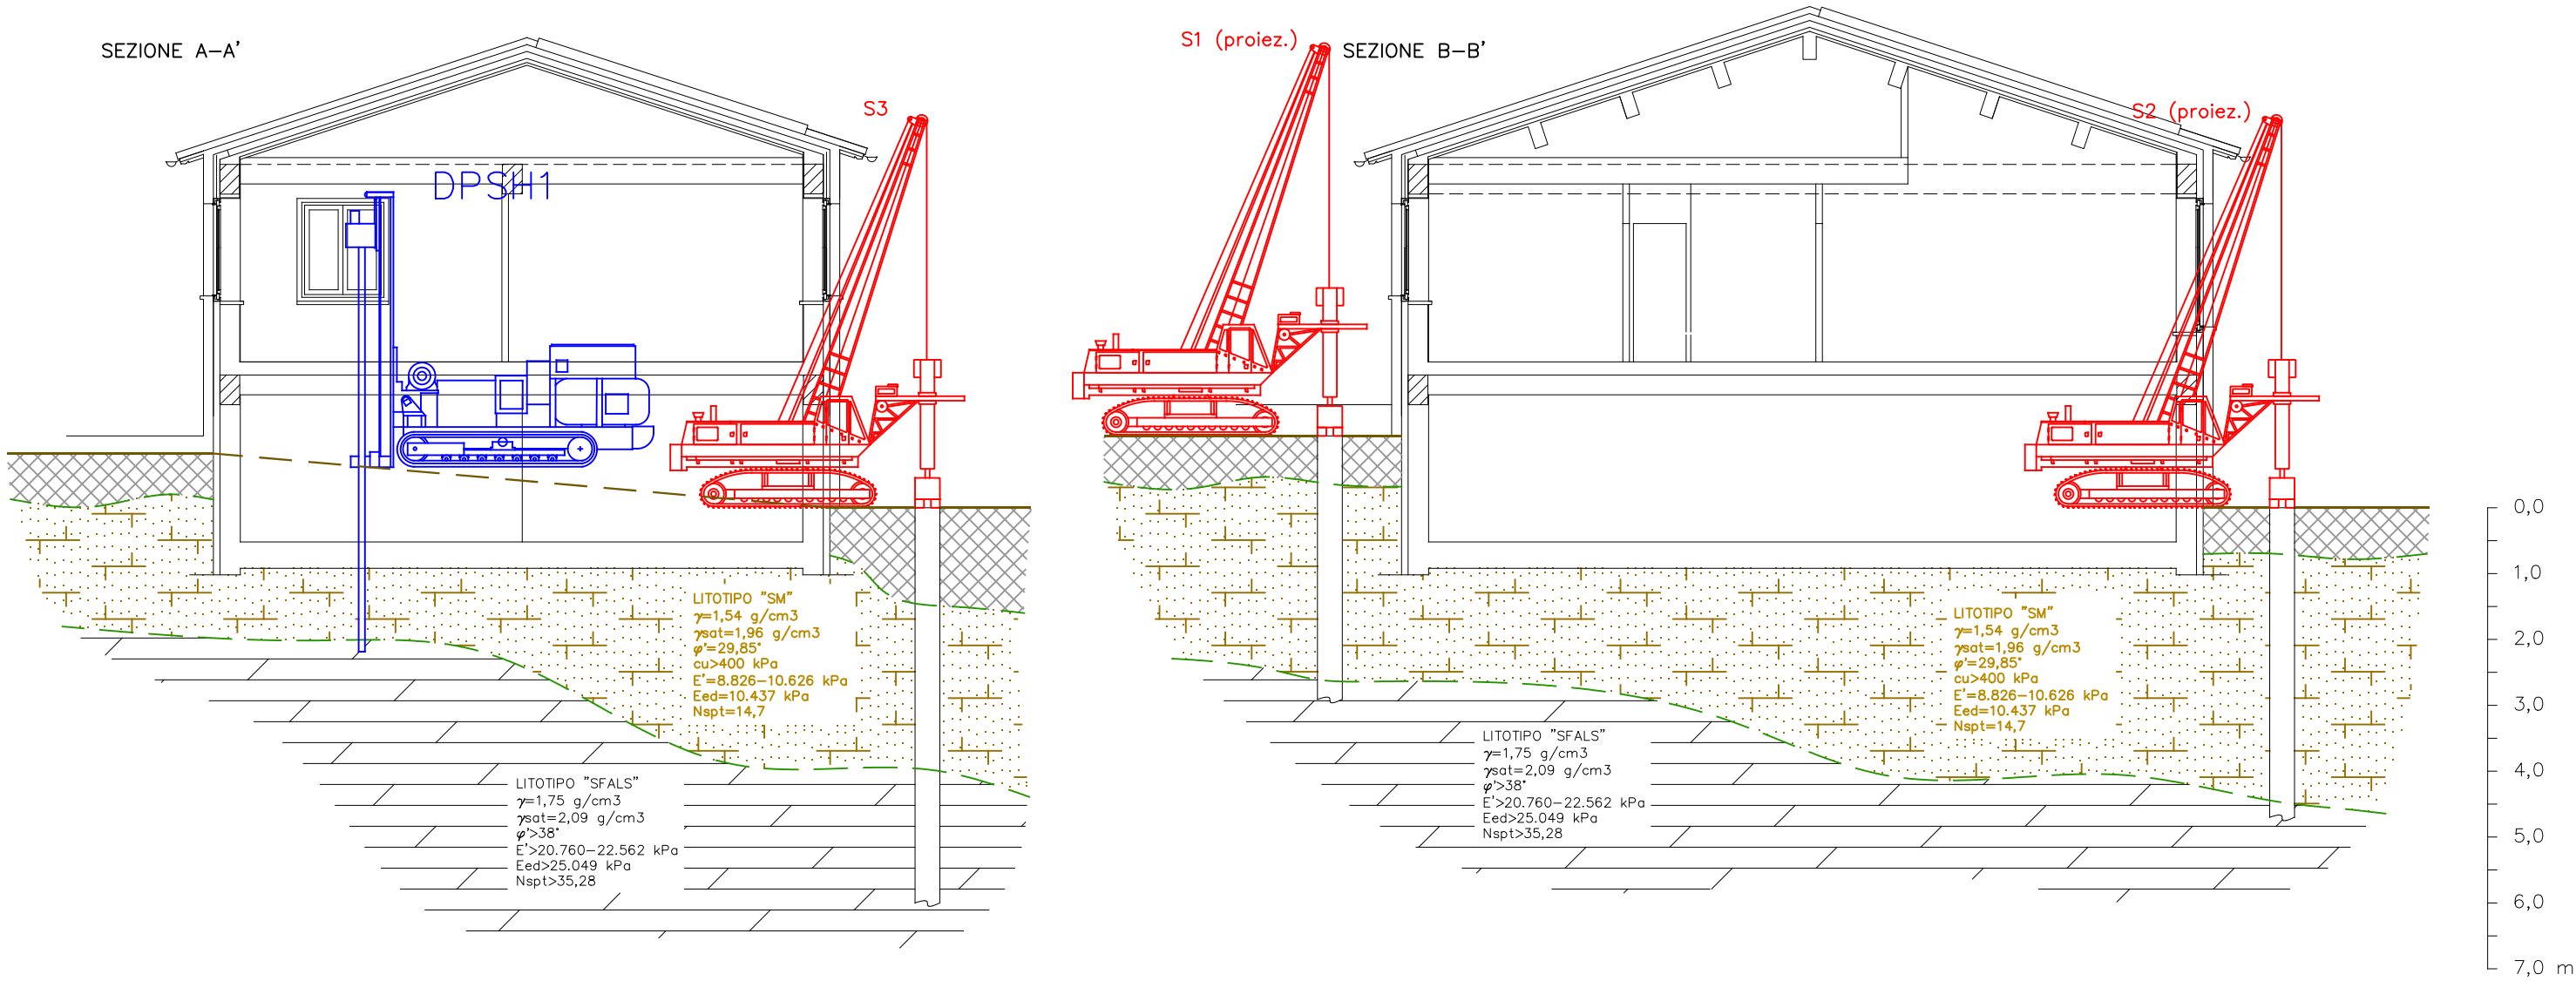 SEZIONE A-A'
S3
DPSH1
LITOTIPO "SM"
γ=1,54 g/cm3
γsat=1,96 g/cm3
φ'=29,85°
cu>400 kPa
E'=8.826-10.626 kPa
Eed=10.437 kPa
Nspt=14,7
LITOTIPO "SFALS"
γ=1,75 g/cm3
γsat=2,09 g/cm3
φ'>38°
E'>20.760-22.562 kPa
Eed>25.049 kPa
Nspt>35,28
S1 (proiez.)
SEZIONE B-B'
S2 (proiez.)
LITOTIPO "SM"
γ=1,54 g/cm3
γsat=1,96 g/cm3
φ'=29,85°
cu>400 kPa
E'=8.826-10.626 kPa
Eed=10.437 kPa
Nspt=14,7
LITOTIPO "SFALS"
γ=1,75 g/cm3
γsat=2,09 g/cm3
φ'>38°
E'>20.760-22.562 kPa
Eed>25.049 kPa
Nspt>35,28
0,0
1,0
2,0
3,0
4,0
5,0
6,0
7,0 m